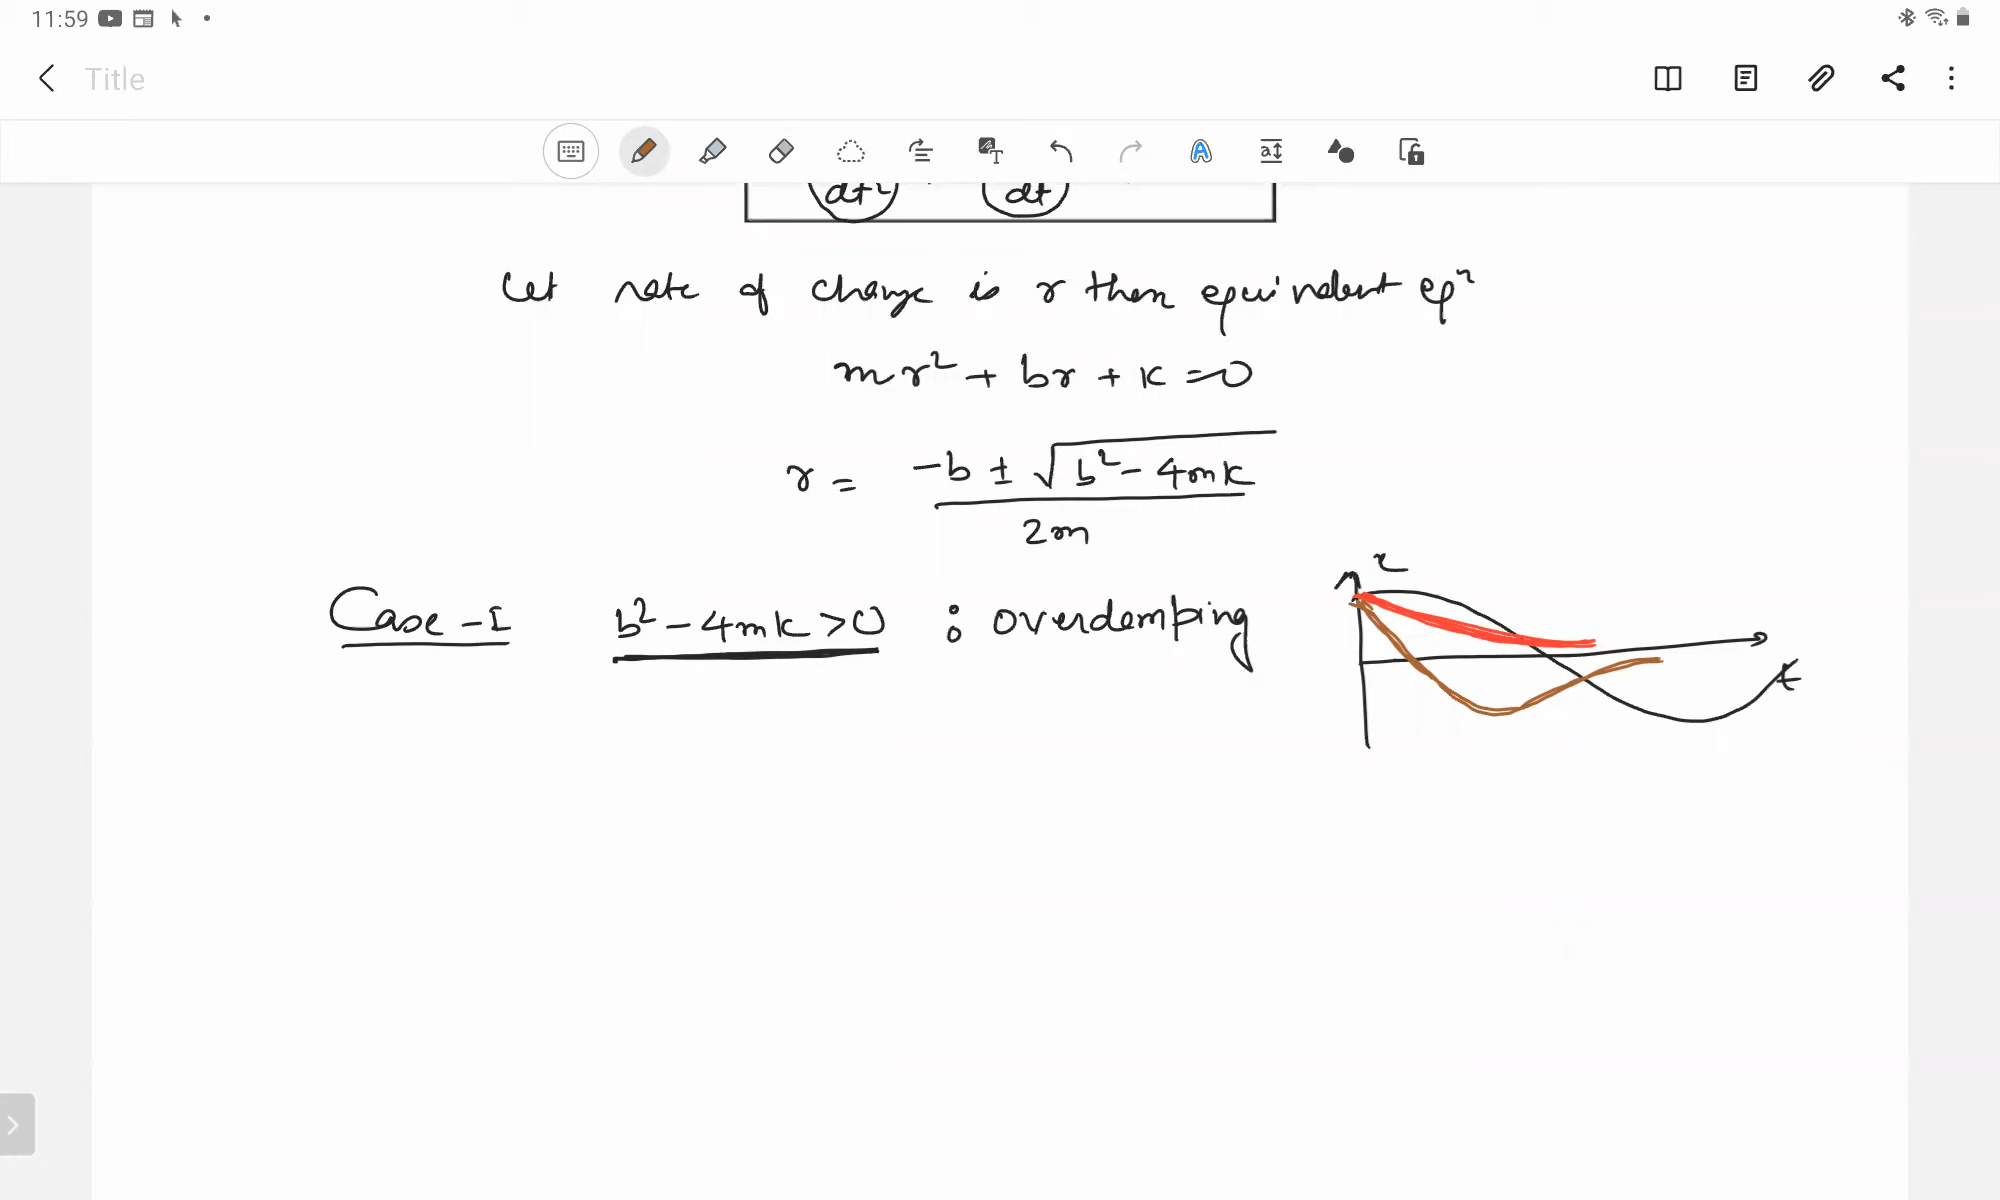 11:59
Title
dt² dt
Let rate of change is r then equivalent eqⁿ
mr² + br + k = 0
r = -b ± √b² - 4mk
2m
x
Case - I b² - 4mk > 0 : overdemping
t